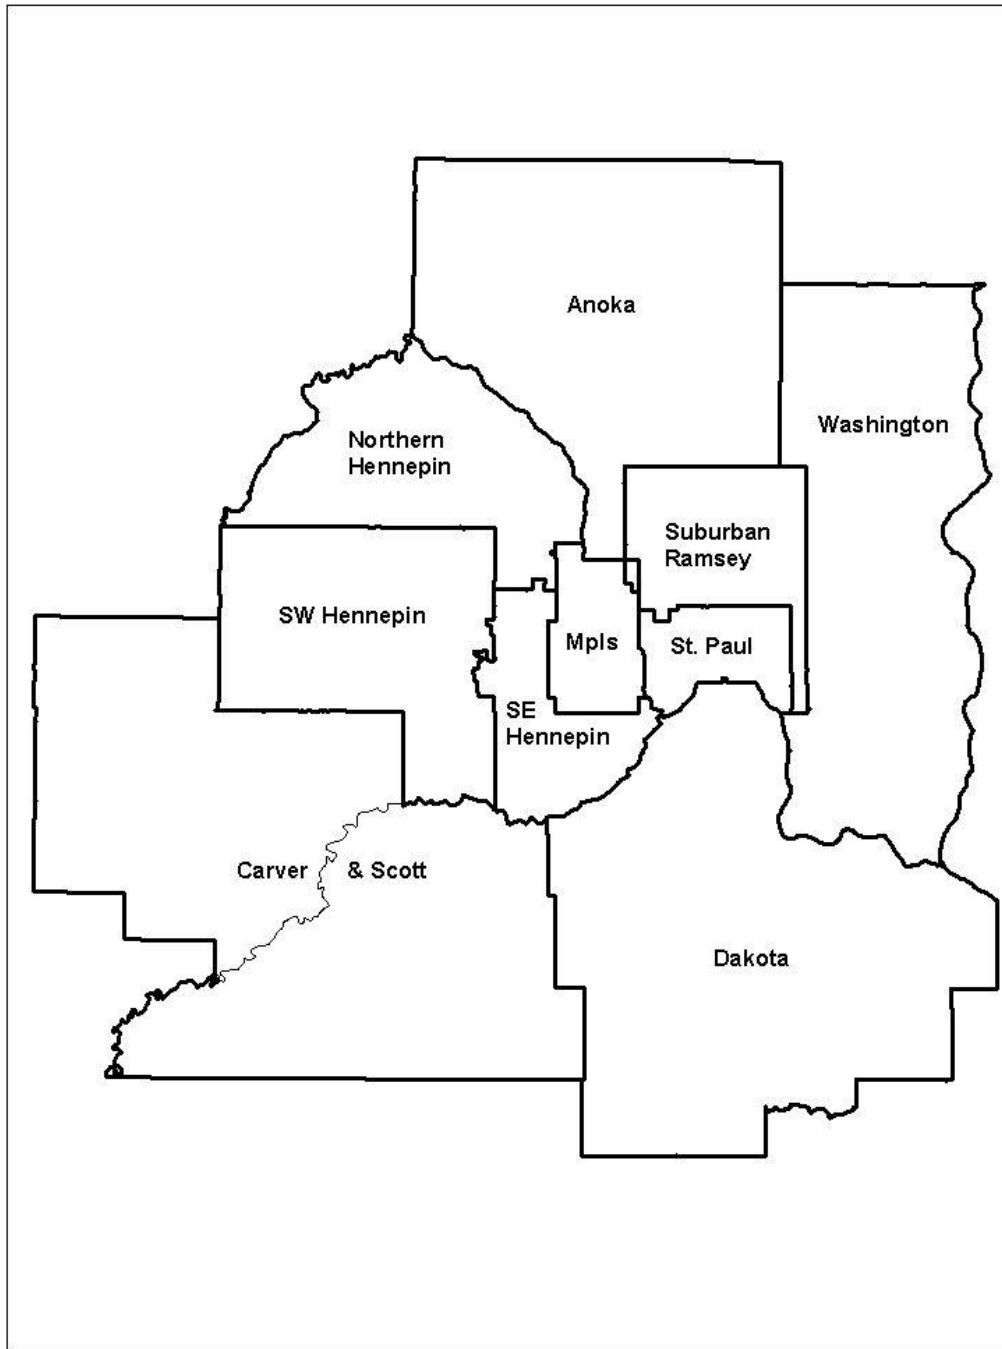 Anoka
Washington
Northern
Hennepin
Suburban
Ramsey
SW Hennepin
Mpls
St. Paul
SE
Hennepin
Carver & Scott
Dakota